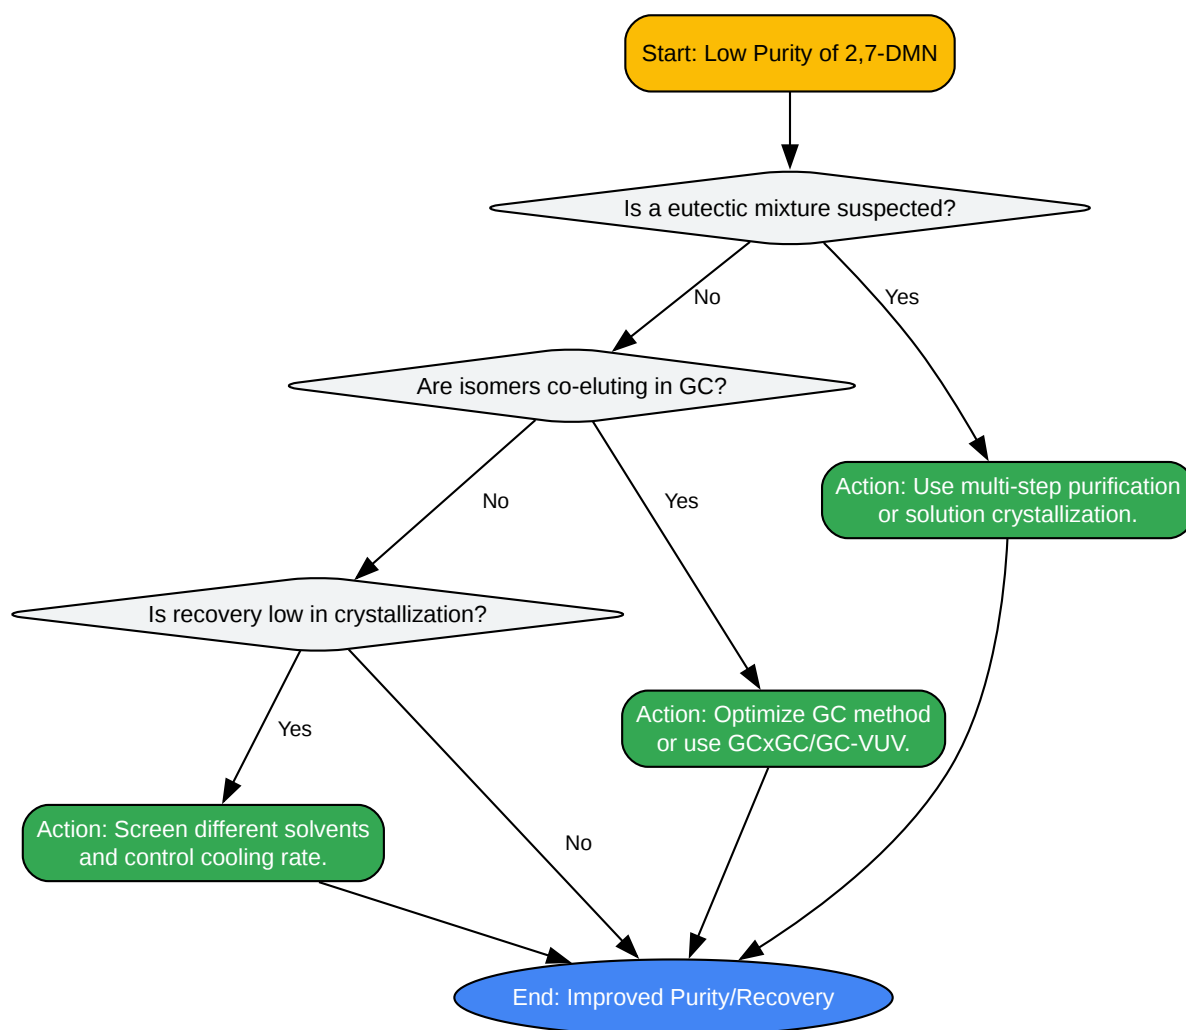 Start: Low Purity of 2,7-DMN
Is a eutectic mixture suspected?
No
Yes
Are isomers co-eluting in GC?
Action: Use multi-step purification
or solution crystallization.
No
Yes
Is recovery low in crystallization?
Action: Optimize GC method
or use GCxGC/GC-VUV.
Yes
Action: Screen different solvents
and control cooling rate.
No
End: Improved Purity/Recovery